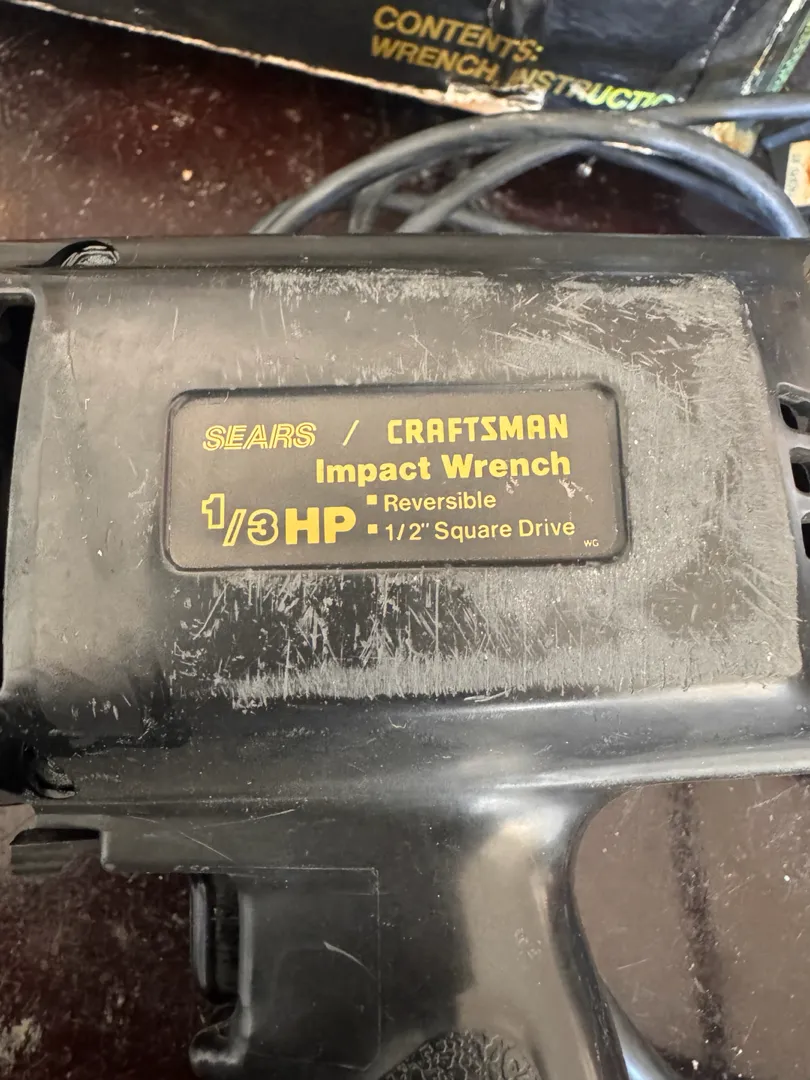 CONTENTS:
WRENCH, INSTRUCTIO
SEARS / CRAFTSMAN
Impact Wrench
1/3 HP
▪ Reversible
▪ 1/2" Square Drive
WG